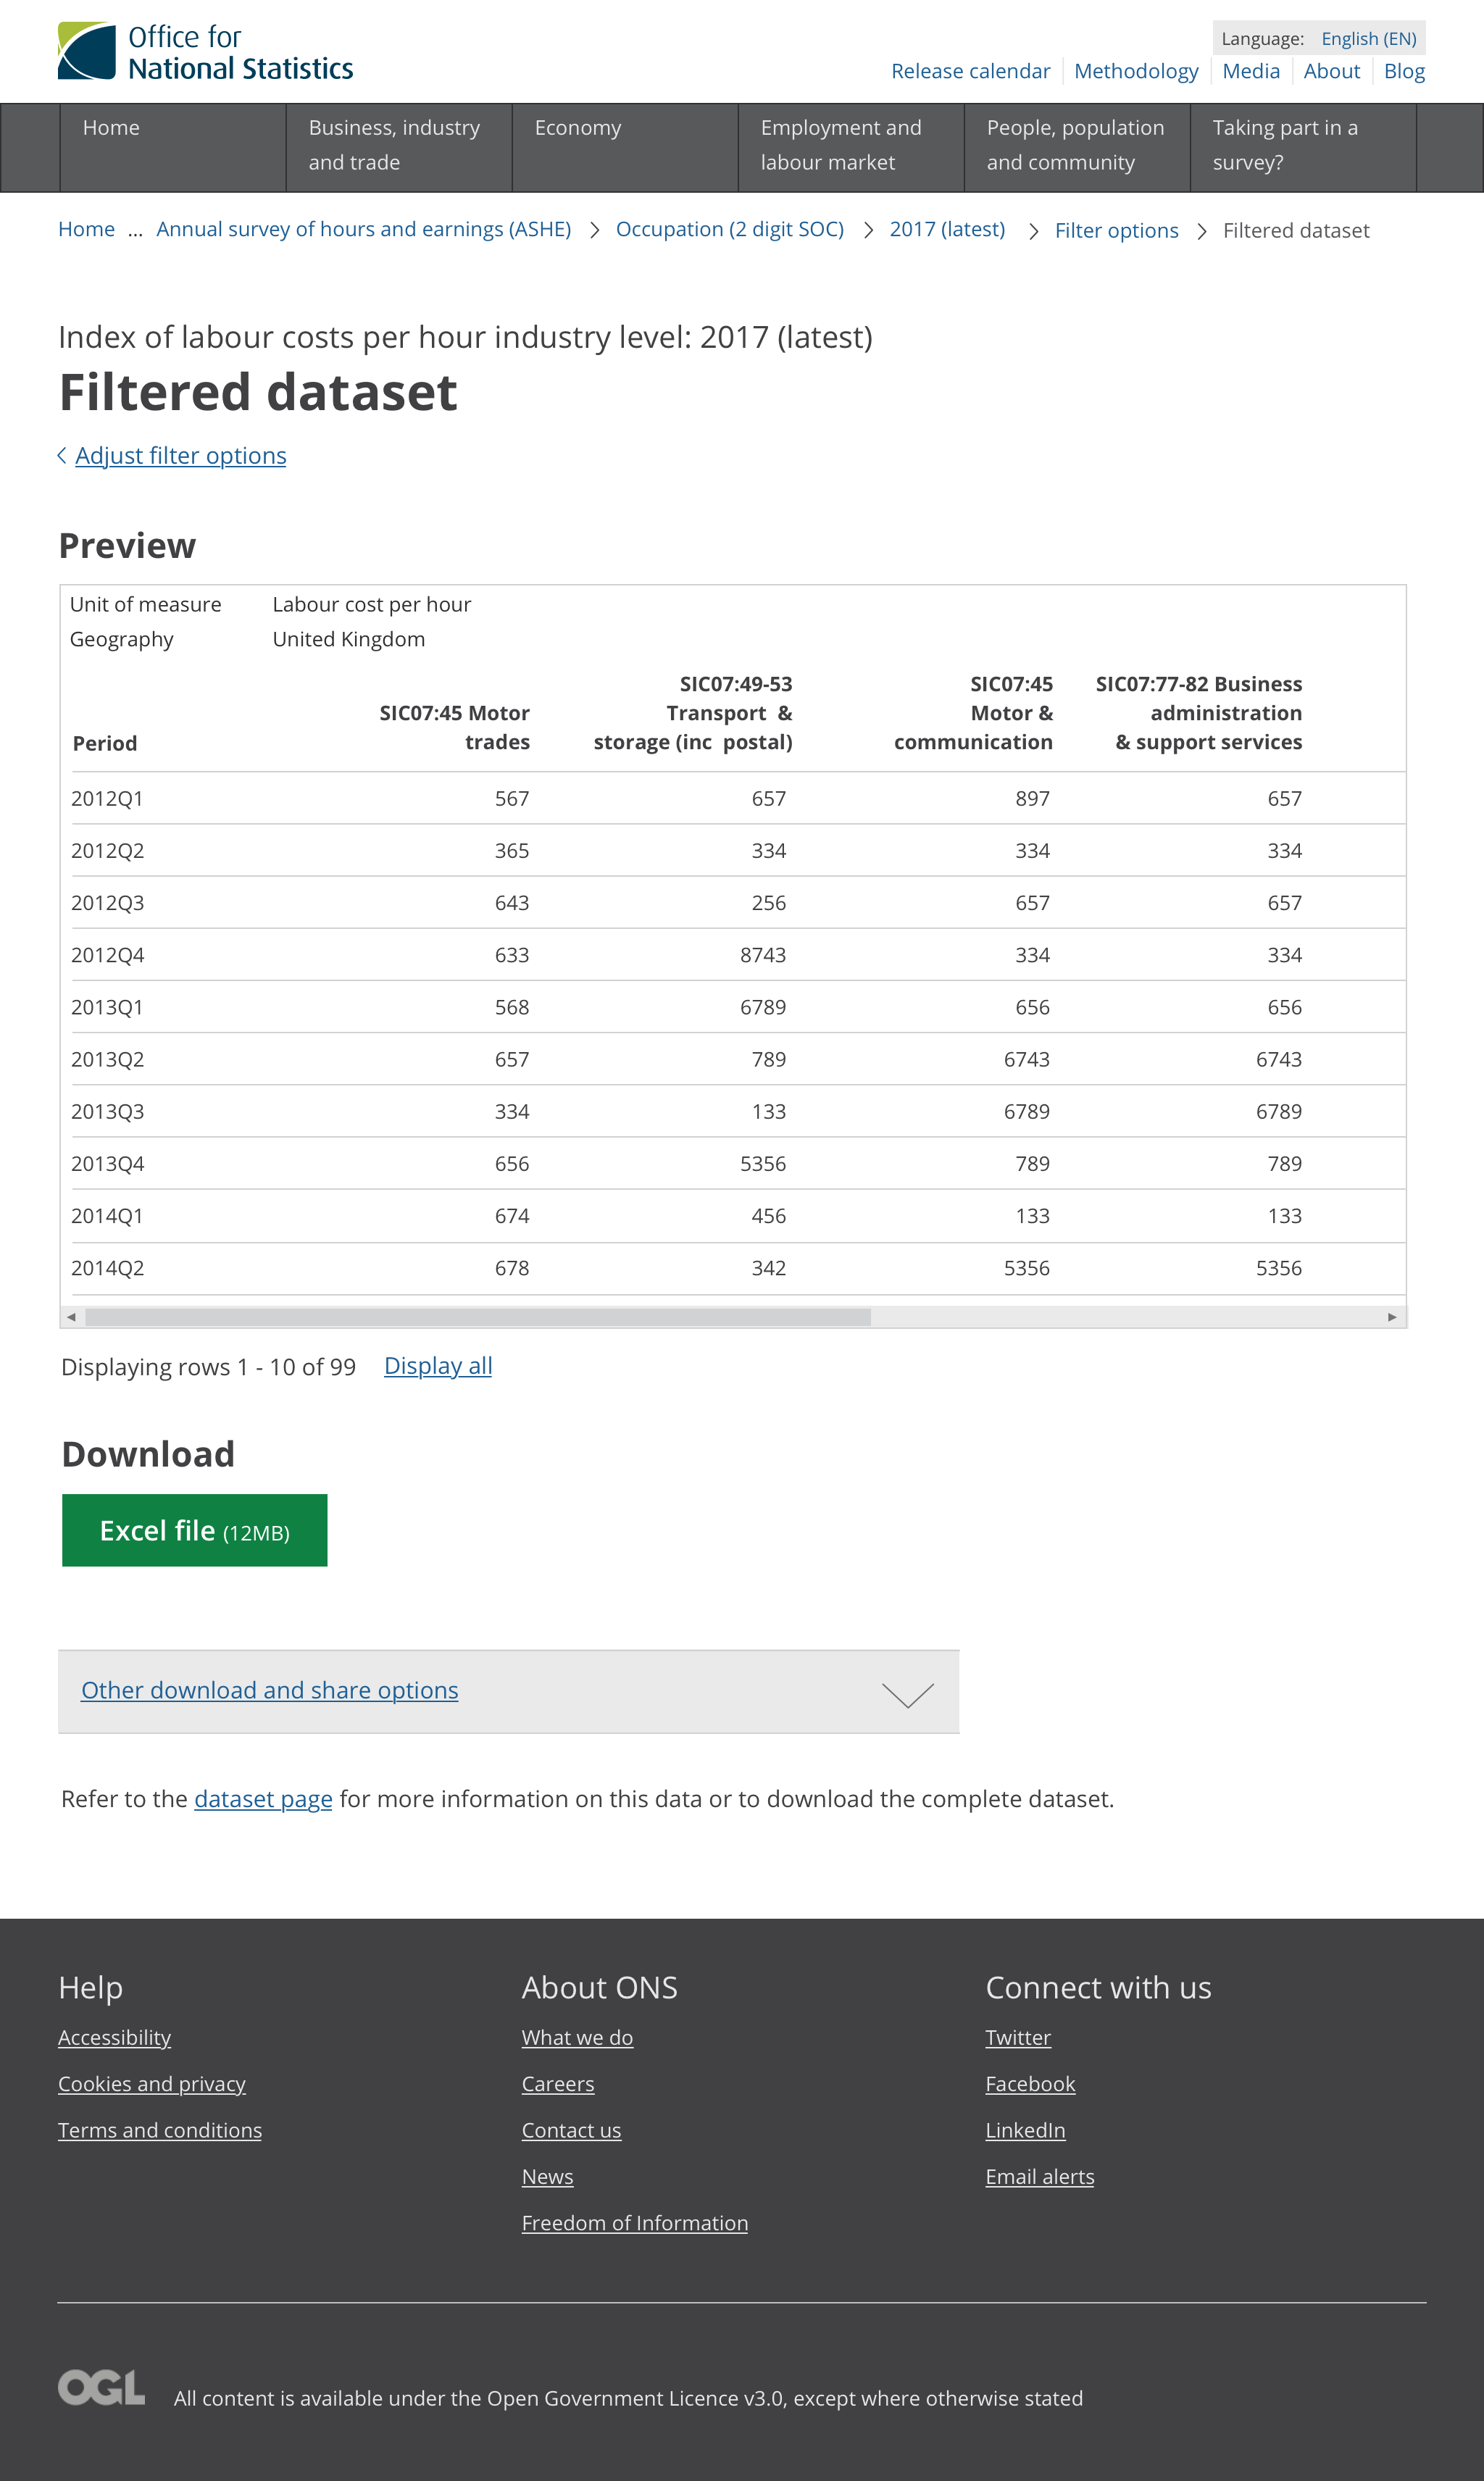 Office for
National Statistics
Language: English (EN)
Release calendar Methodology Media About Blog
Home
Business, industry
and trade
Economy
Employment and
labour market
People, population
and community
Taking part in a
survey?
Home ... Annual survey of hours and earnings (ASHE) > Occupation (2 digit SOC) > 2017 (latest) > Filter options > Filtered dataset
Index of labour costs per hour industry level: 2017 (latest)
Filtered dataset
Adjust filter options
Preview
Unit of measure Labour cost per hour
Geography United Kingdom
Period
SIC07:45 Motor
trades
SIC07:49-53
Transport &
storage (inc postal)
SIC07:45
Motor &
communication
SIC07:77-82 Business
administration
& support services
2012Q1 567 657 897 657
2012Q2 365 334 334 334
2012Q3 643 256 657 657
2012Q4 633 8743 334 334
2013Q1 568 6789 656 656
2013Q2 657 789 6743 6743
2013Q3 334 133 6789 6789
2013Q4 656 5356 789 789
2014Q1 674 456 133 133
2014Q2 678 342 5356 5356
Displaying rows 1 - 10 of 99 Display all
Download
Excel file (12MB)
Other download and share options
Refer to the dataset page for more information on this data or to download the complete dataset.
Help
Accessibility
Cookies and privacy
Terms and conditions
About ONS
What we do
Careers
Contact us
News
Freedom of Information
Connect with us
Twitter
Facebook
LinkedIn
Email alerts
OGL
All content is available under the Open Government Licence v3.0, except where otherwise stated